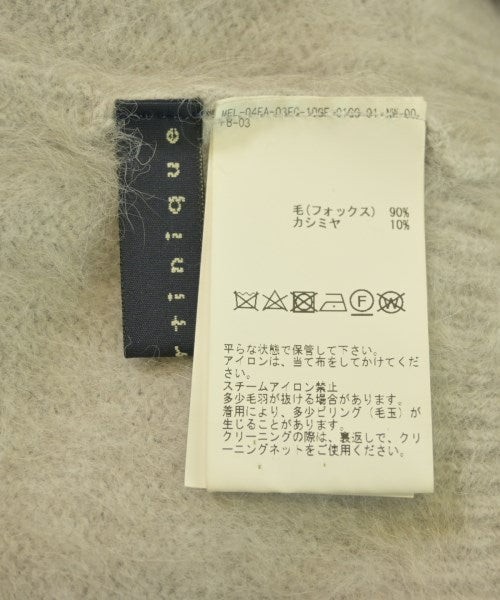 rtinique
+B-03
毛(フォックス) 90%
カシミヤ 10%
F
W
平らな状態で保管して下さい。
アイロンは、当て布をしてかけてくださ
い。
スチームアイロン禁止
多少毛羽が抜ける場合があります。
着用により、多少ピリング(毛玉)が
生じることがあります。
クリーニングの際は、裏返しで、クリ
ーニングネットをご使用ください。